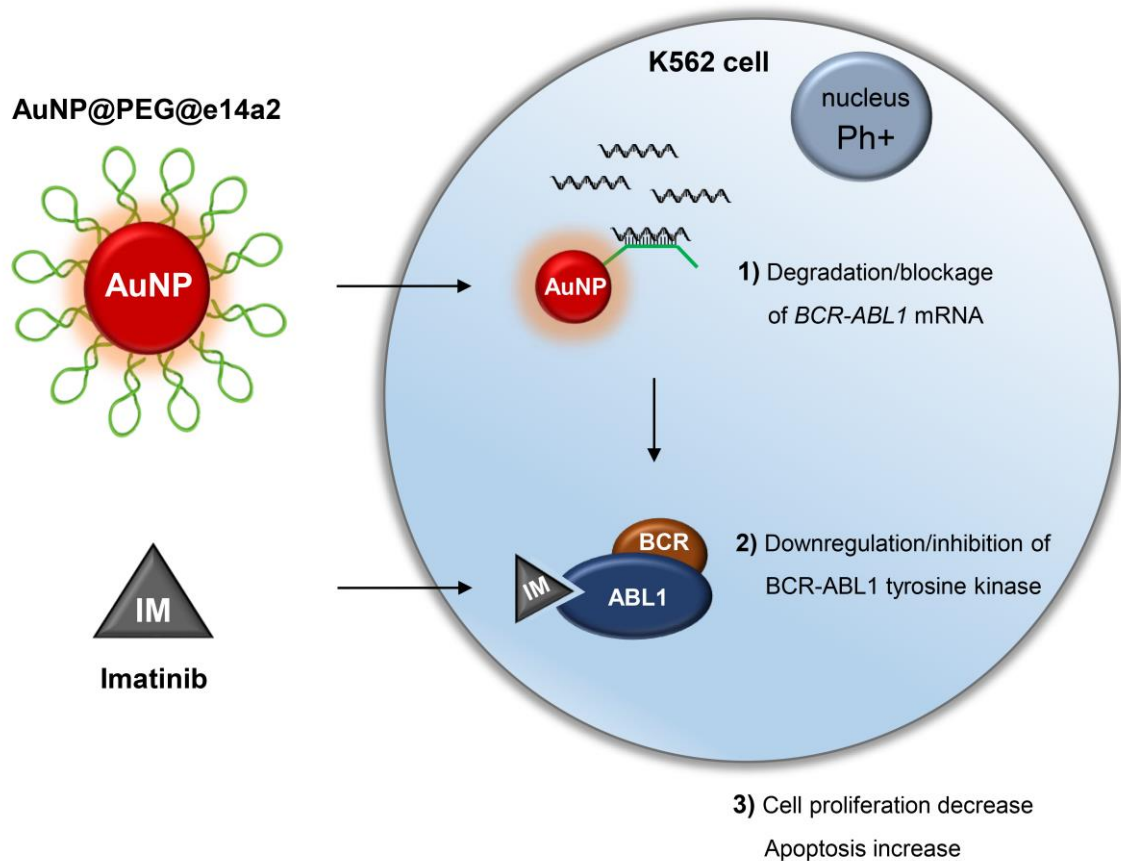 AuNP@PEG@e14a2
AuNP
K562 cell
nucleus
Ph+
AuNP
1) Degradation/blockage
of BCR-ABL1 mRNA
IM
Imatinib
BCR
IM
ABL1
2) Downregulation/inhibition of
BCR-ABL1 tyrosine kinase
3) Cell proliferation decrease
Apoptosis increase